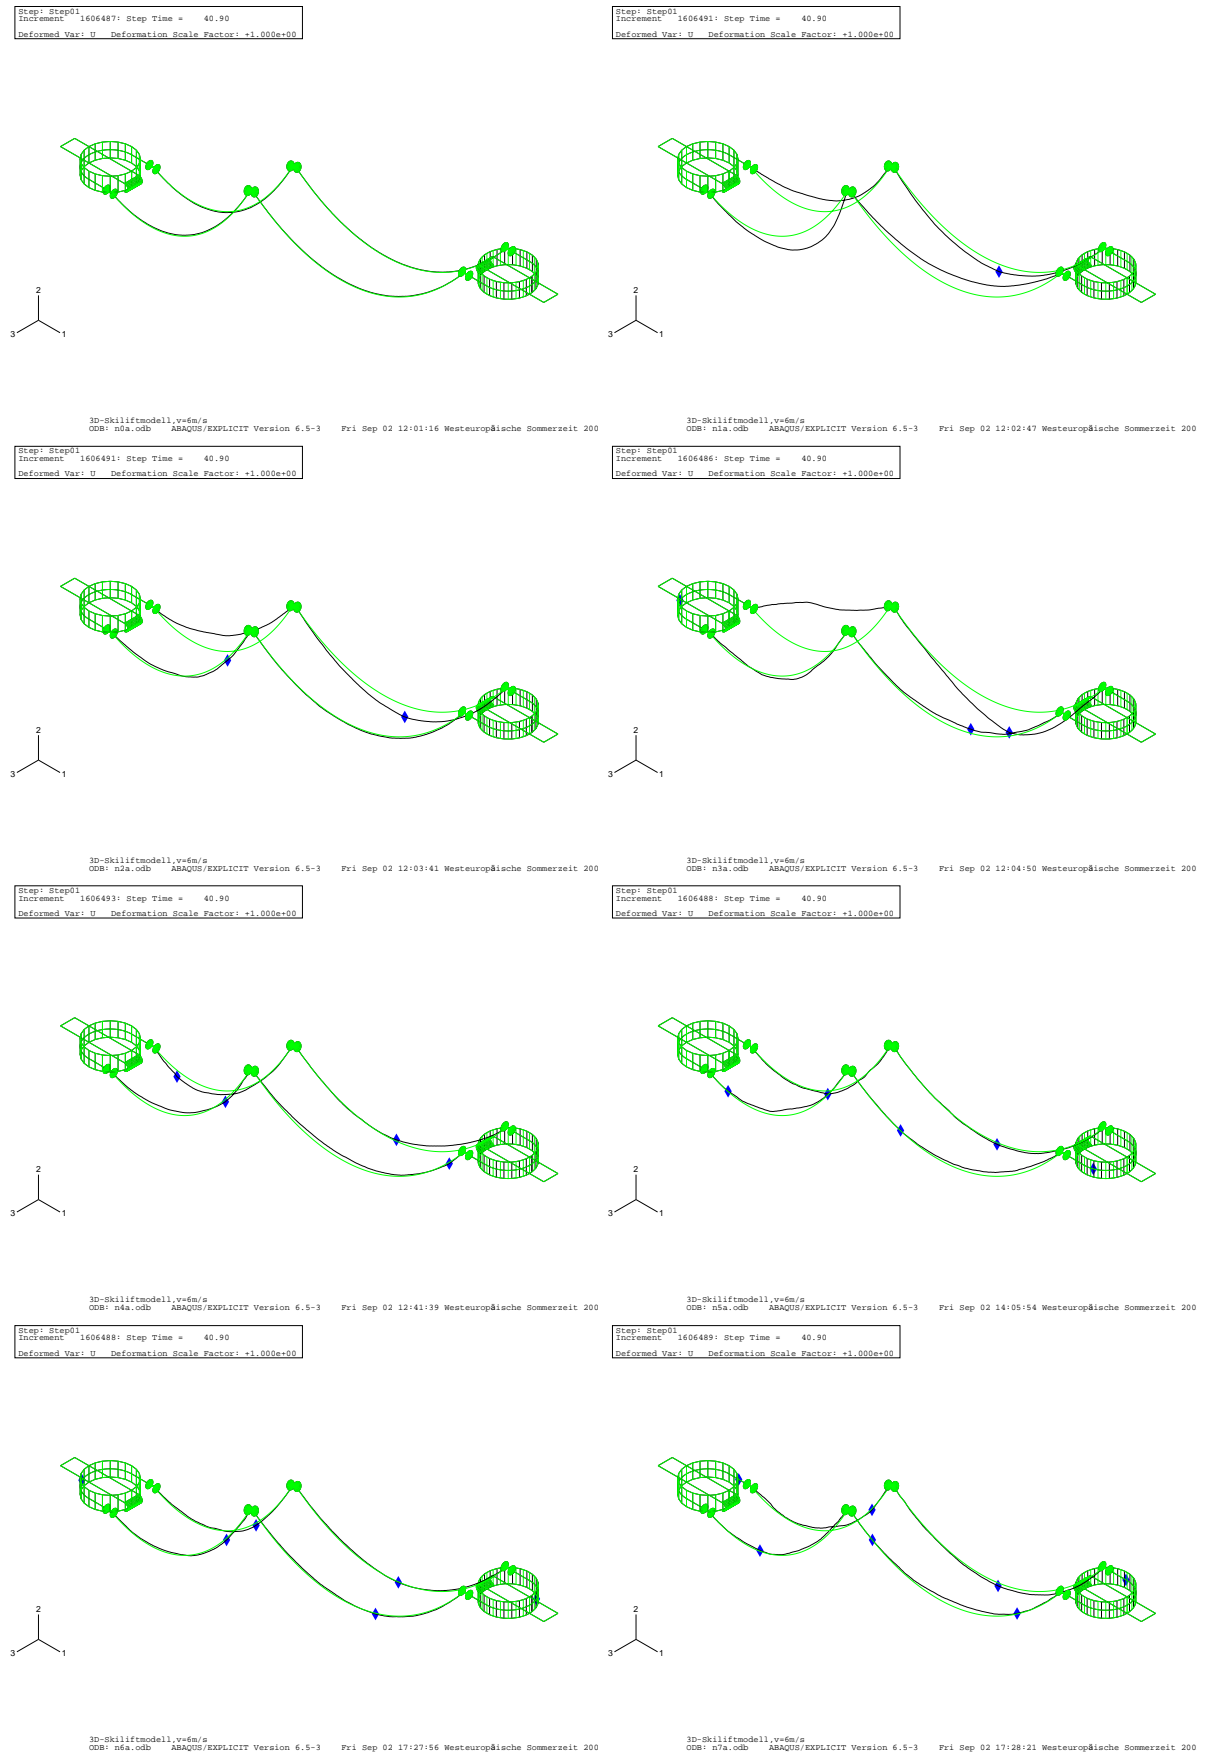 Step: Step01
Increment 1606487: Step Time = 40.90
Deformed Var: U Deformation Scale Factor: +1.000e+00
2
3
1
3D-Skiliftmodell,v=6m/s
ODB: n0a.odb ABAQUS/EXPLICIT Version 6.5-3 Fri Sep 02 12:01:16 Westeuropäische Sommerzeit 200
Step: Step01
Increment 1606491: Step Time = 40.90
Deformed Var: U Deformation Scale Factor: +1.000e+00
2
3
1
3D-Skiliftmodell,v=6m/s
ODB: n1a.odb ABAQUS/EXPLICIT Version 6.5-3 Fri Sep 02 12:02:47 Westeuropäische Sommerzeit 200
Step: Step01
Increment 1606491: Step Time = 40.90
Deformed Var: U Deformation Scale Factor: +1.000e+00
2
3
1
3D-Skiliftmodell,v=6m/s
ODB: n2a.odb ABAQUS/EXPLICIT Version 6.5-3 Fri Sep 02 12:03:41 Westeuropäische Sommerzeit 200
Step: Step01
Increment 1606486: Step Time = 40.90
Deformed Var: U Deformation Scale Factor: +1.000e+00
2
3
1
3D-Skiliftmodell,v=6m/s
ODB: n3a.odb ABAQUS/EXPLICIT Version 6.5-3 Fri Sep 02 12:04:50 Westeuropäische Sommerzeit 200
Step: Step01
Increment 1606493: Step Time = 40.90
Deformed Var: U Deformation Scale Factor: +1.000e+00
2
3
1
3D-Skiliftmodell,v=6m/s
ODB: n4a.odb ABAQUS/EXPLICIT Version 6.5-3 Fri Sep 02 12:41:39 Westeuropäische Sommerzeit 200
Step: Step01
Increment 1606488: Step Time = 40.90
Deformed Var: U Deformation Scale Factor: +1.000e+00
2
3
1
3D-Skiliftmodell,v=6m/s
ODB: n5a.odb ABAQUS/EXPLICIT Version 6.5-3 Fri Sep 02 14:05:54 Westeuropäische Sommerzeit 200
Step: Step01
Increment 1606488: Step Time = 40.90
Deformed Var: U Deformation Scale Factor: +1.000e+00
2
3
1
3D-Skiliftmodell,v=6m/s
ODB: n6a.odb ABAQUS/EXPLICIT Version 6.5-3 Fri Sep 02 17:27:56 Westeuropäische Sommerzeit 200
Step: Step01
Increment 1606489: Step Time = 40.90
Deformed Var: U Deformation Scale Factor: +1.000e+00
2
3
1
3D-Skiliftmodell,v=6m/s
ODB: n7a.odb ABAQUS/EXPLICIT Version 6.5-3 Fri Sep 02 17:28:21 Westeuropäische Sommerzeit 200